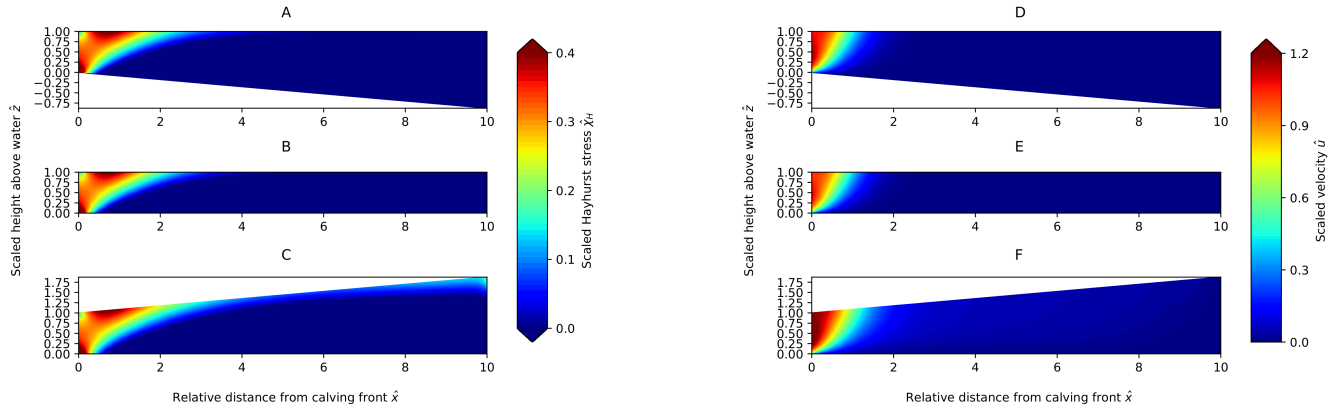 A
1.00
0.75
0.50
0.25
0.00
−0.25
−0.50
−0.75
0 2 4 6 8 10
B
1.00
0.75
0.50
0.25
0.00
0 2 4 6 8 10
C
1.75
1.50
1.25
1.00
0.75
0.50
0.25
0.00
0 2 4 6 8 10
Scaled height above water ẑ
Relative distance from calving front x̂
0.4
0.3
0.2
0.1
0.0
Scaled Hayhurst stress χ̂H
D
1.00
0.75
0.50
0.25
0.00
−0.25
−0.50
−0.75
0 2 4 6 8 10
E
1.00
0.75
0.50
0.25
0.00
0 2 4 6 8 10
F
1.75
1.50
1.25
1.00
0.75
0.50
0.25
0.00
0 2 4 6 8 10
Scaled height above water ẑ
Relative distance from calving front x̂
1.2
0.9
0.6
0.3
0.0
Scaled velocity û